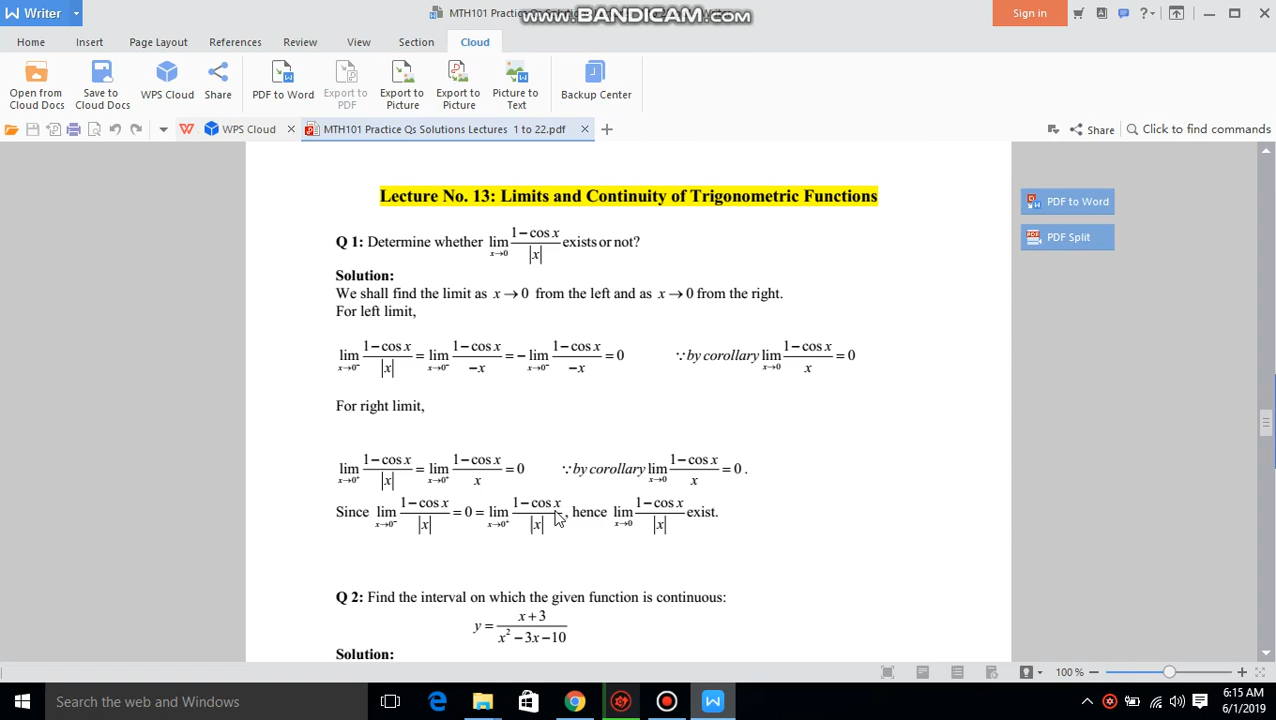 Writer
MTH101 Practice Qs Soluti
WWW.BANDICAM.COM
Writer
Sign in
Home Insert Page Layout References Review View Section Cloud
Open from Cloud Docs
Save to Cloud Docs
WPS Cloud
Share
PDF to Word
Export to PDF
Export to Picture
Export to Picture
Picture to Text
Backup Center
WPS Cloud
MTH101 Practice Qs Solutions Lectures 1 to 22.pdf
Share
Click to find commands
Lecture No. 13: Limits and Continuity of Trigonometric Functions
PDF to Word
PDF Split
Q 1: Determine whether lim x→0 (1−cos x)/|x| exists or not?
Solution:
We shall find the limit as x→0 from the left and as x→0 from the right.
For left limit,
lim x→0⁻ (1−cos x)/|x| = lim x→0⁻ (1−cos x)/−x = − lim x→0⁻ (1−cos x)/−x = 0 ∵ by corollary lim x→0 (1−cos x)/x = 0
For right limit,
lim x→0⁺ (1−cos x)/|x| = lim x→0⁺ (1−cos x)/x = 0 ∵ by corollary lim x→0 (1−cos x)/x = 0 .
Since lim x→0⁻ (1−cos x)/|x| = 0 = lim x→0⁺ (1−cos x)/|x| , hence lim x→0 (1−cos x)/|x| exist.
Q 2: Find the interval on which the given function is continuous:
y = (x+3)/(x²−3x−10)
Solution:
100 %
Search the web and Windows
6:15 AM
6/1/2019